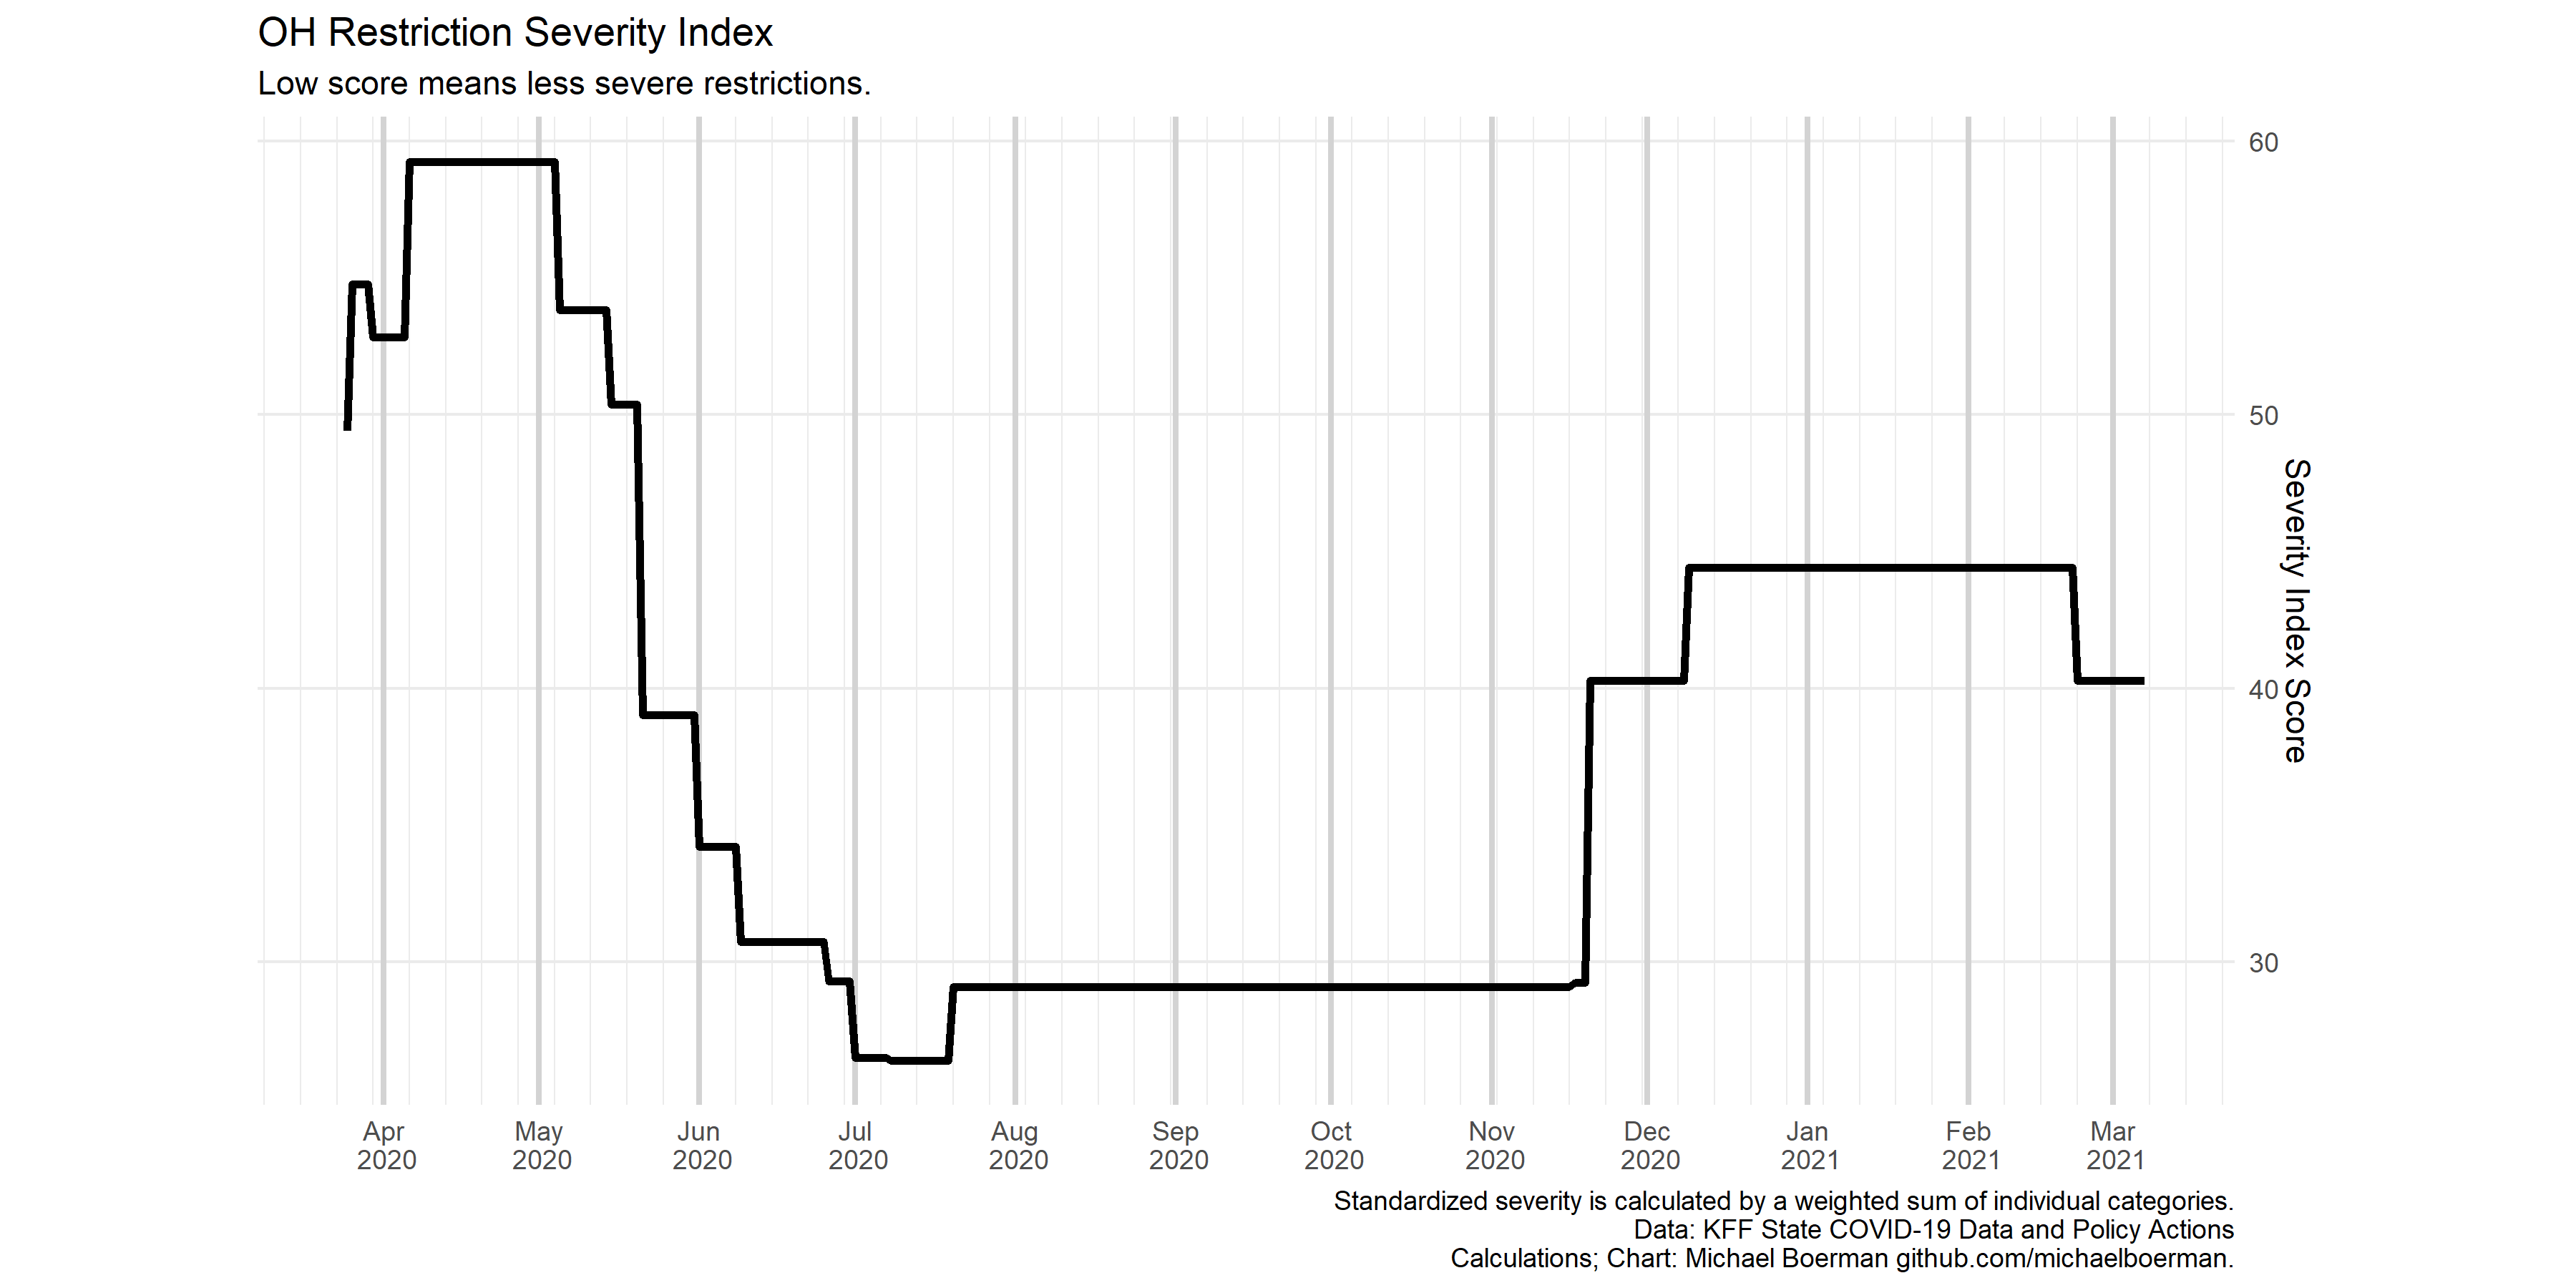 OH Restriction Severity Index
Low score means less severe restrictions.
60
50
40
30
Severity Index Score
Apr 2020
May 2020
Jun 2020
Jul 2020
Aug 2020
Sep 2020
Oct 2020
Nov 2020
Dec 2020
Jan 2021
Feb 2021
Mar 2021
Standardized severity is calculated by a weighted sum of individual categories.
Data: KFF State COVID-19 Data and Policy Actions
Calculations; Chart: Michael Boerman github.com/michaelboerman.